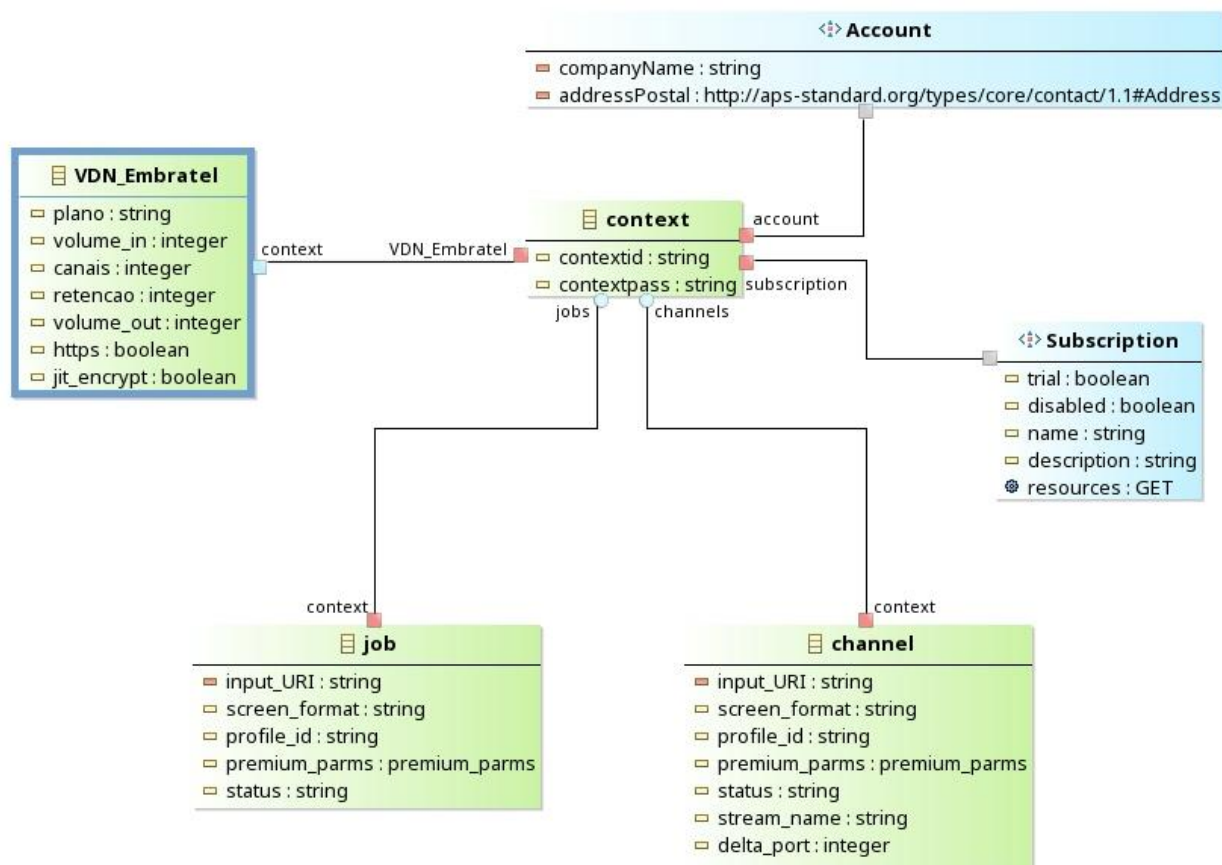 Account
companyName : string
addressPostal : http://aps-standard.org/types/core/contact/1.1#Address
VDN_Embratel
plano : string
volume_in : integer
canais : integer
retencao : integer
volume_out : integer
https : boolean
jit_encrypt : boolean
context
VDN_Embratel
context
contextid : string
contextpass : string
account
subscription
jobs
channels
Subscription
trial : boolean
disabled : boolean
name : string
description : string
resources : GET
context
job
input_URI : string
screen_format : string
profile_id : string
premium_parms : premium_parms
status : string
context
channel
input_URI : string
screen_format : string
profile_id : string
premium_parms : premium_parms
status : string
stream_name : string
delta_port : integer